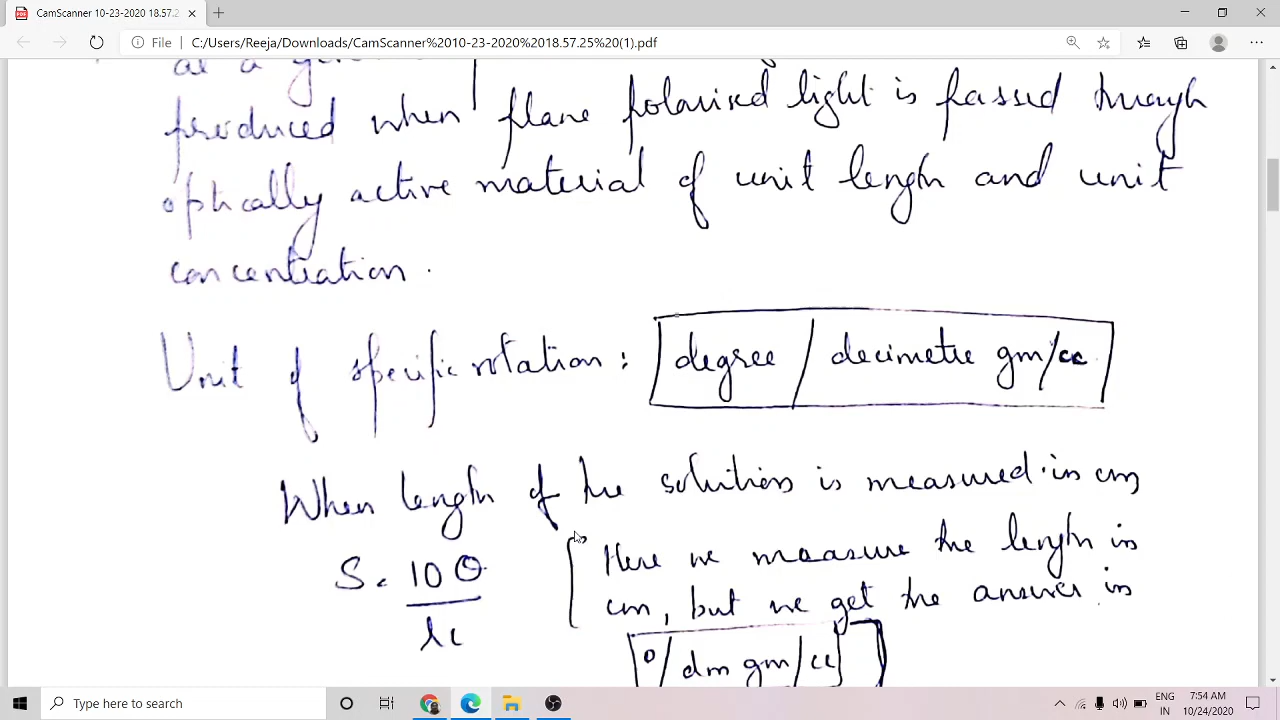 CamScanner 10-23-2020 18.57.2
File
C:/Users/Reeja/Downloads/CamScanner%2010-23-2020%2018.57.25%20(1).pdf
at a
produced when plane polarised light is passed through
optically active material of unit length and unit
concentration.
Unit of specific rotation : degree / decimetre gm/cc
When length of the solution is measured in cm
S = 10 θ
lc
Here we measure the length in
cm, but we get the answer in
°/ dm gm/cc
Type here to search
ENG
IN
7:54 AM
10/24/2020